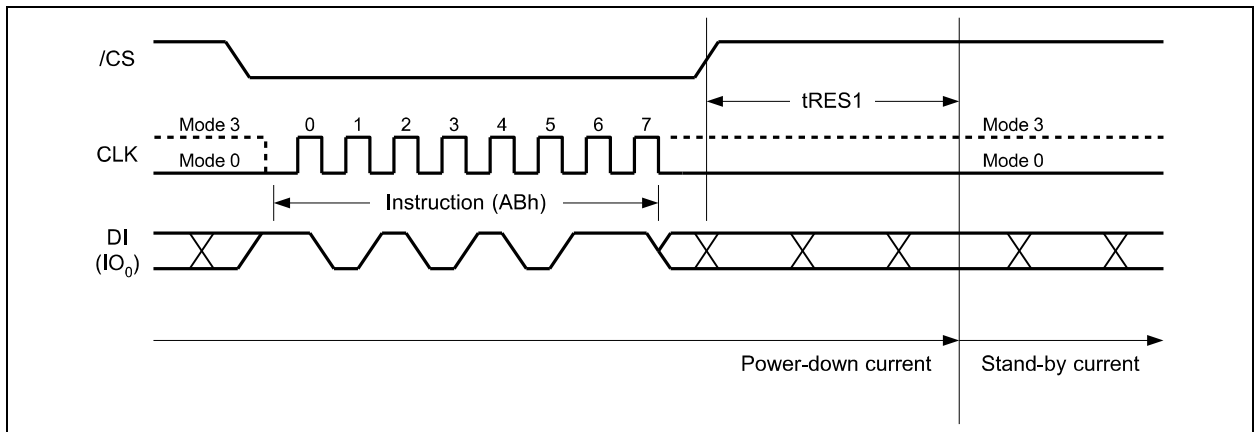 /CS
tRES1
Mode 3 0 1 2 3 4 5 6 7 Mode 3
CLK
Mode 0 Mode 0
Instruction (ABh)
DI
(IO₀)
Power-down current Stand-by current